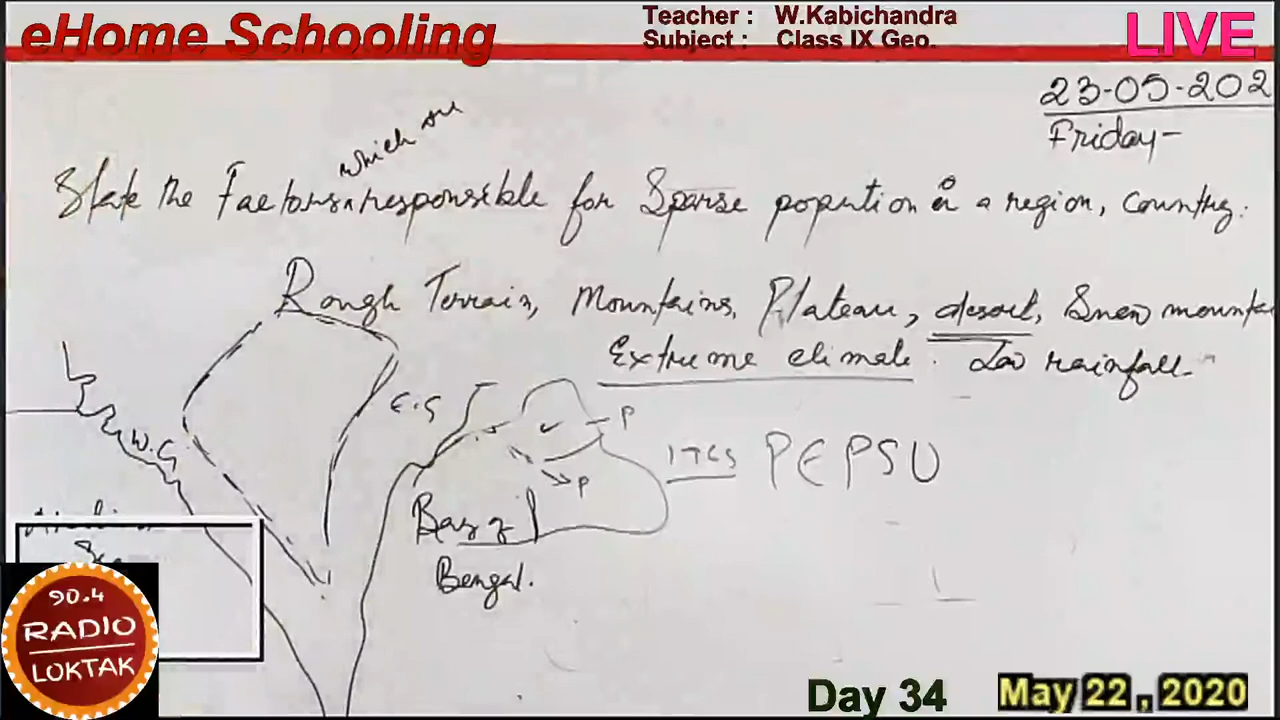 eHome Schooling
Teacher : W.Kabichandra
Subject : Class IX Geo.
LIVE
23-05-202
Friday-
which are
State the Factors responsible for Sparse popution in a region, country.
Rough Terrain, Mountains, Plateau, desert, Snow mountai
Extreme climate. Low rainfall.
W.G
E.G
P
P
1765 PEPSU
Bay of
Bengal.
90.4
RADIO
LOKTAK
Day 34
May 22 , 2020